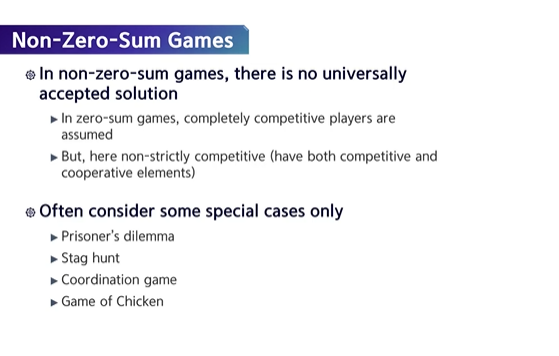 Non-Zero-Sum Games
In non-zero-sum games, there is no universally
accepted solution
In zero-sum games, completely competitive players are
assumed
But, here non-strictly competitive (have both competitive and
cooperative elements)
Often consider some special cases only
Prisoner's dilemma
Stag hunt
Coordination game
Game of Chicken